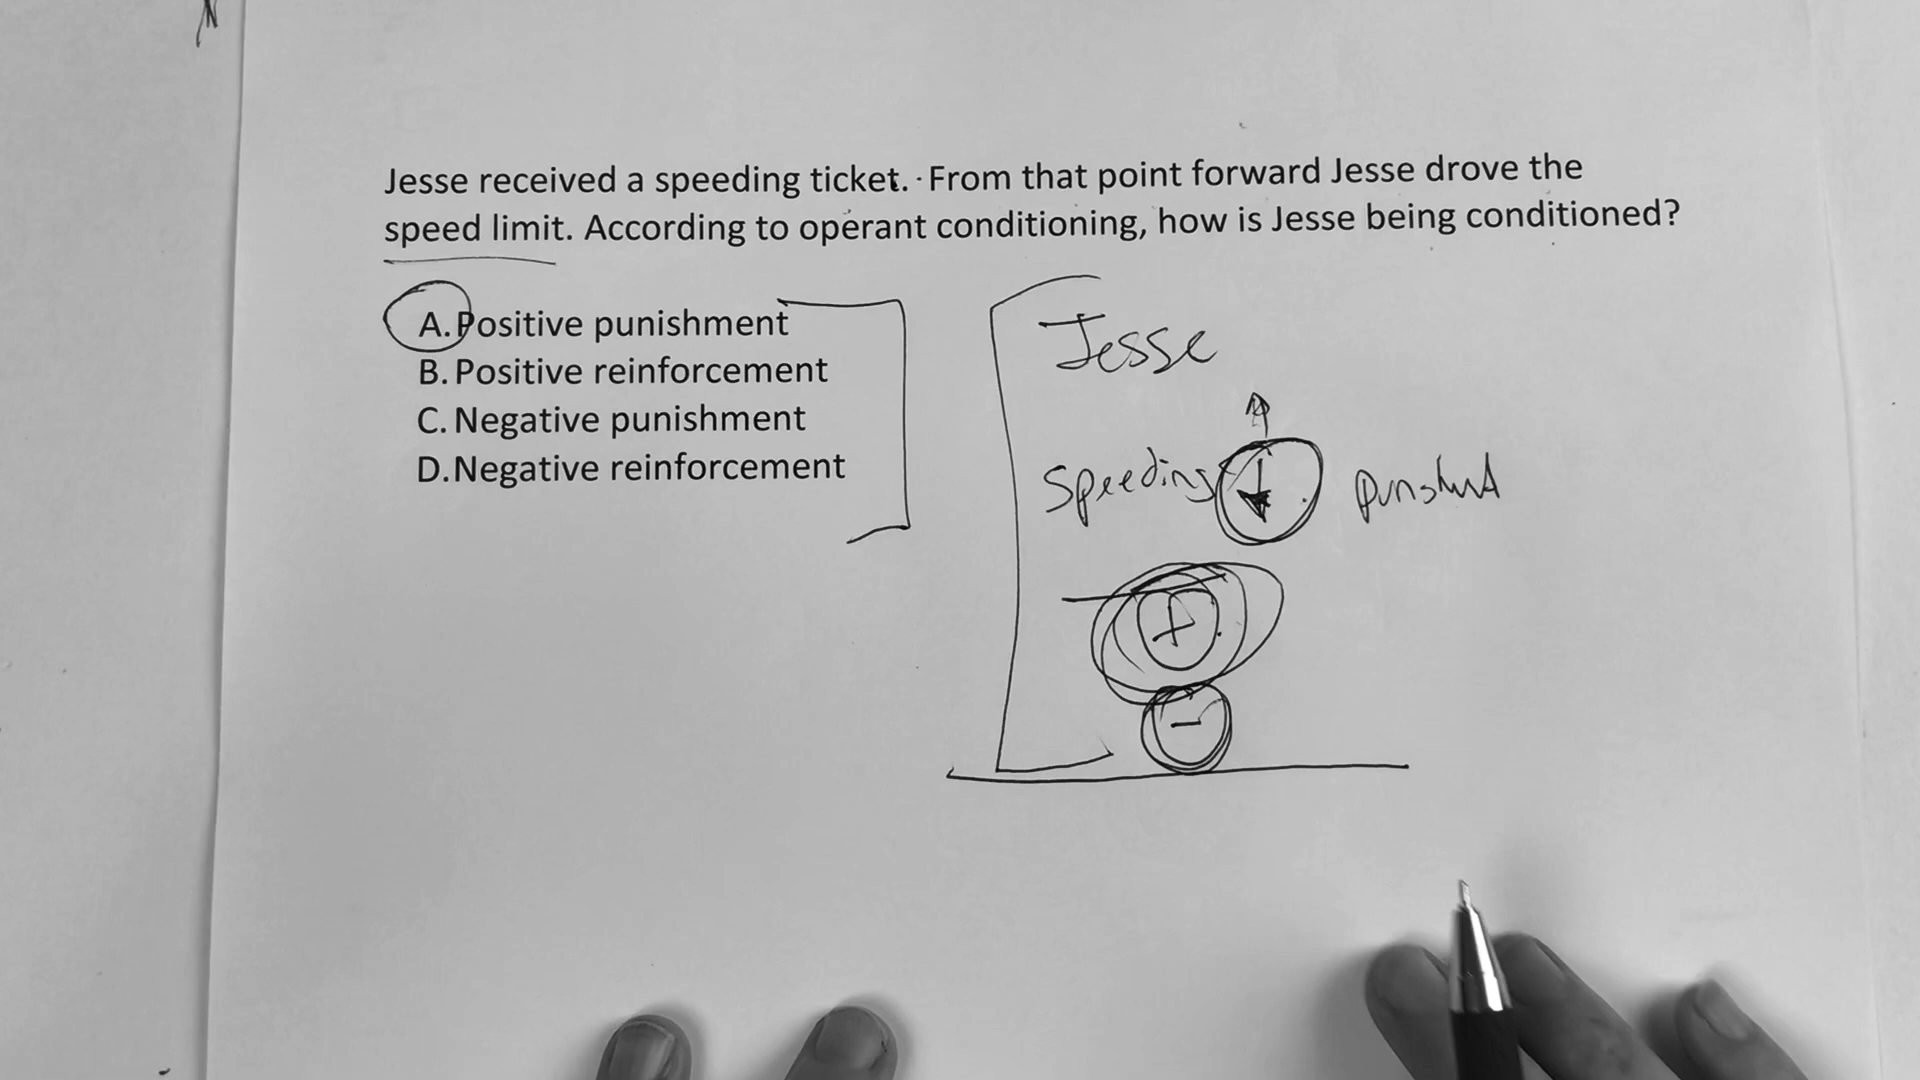 Jesse received a speeding ticket. From that point forward Jesse drove the
speed limit. According to operant conditioning, how is Jesse being conditioned?
A. Positive punishment
B. Positive reinforcement
C. Negative punishment
D. Negative reinforcement
Jesse
Speeding
+
-